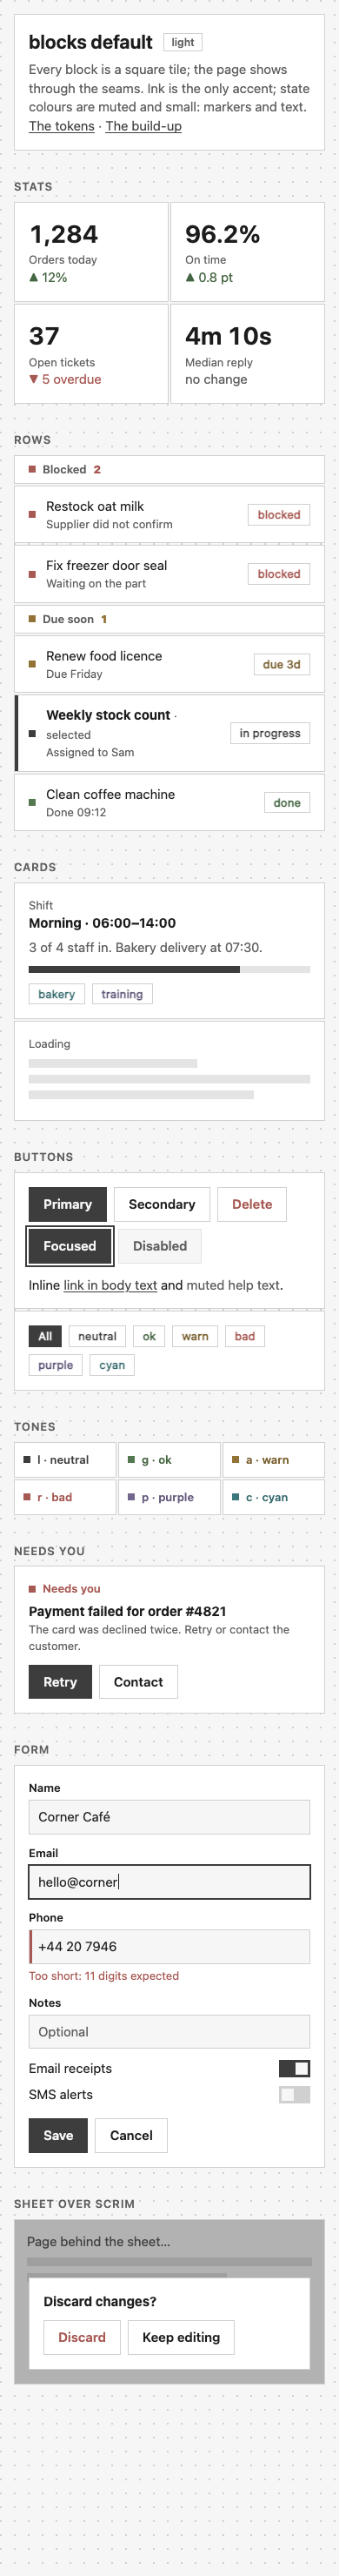 blocks default light
Every block is a square tile; the page shows
through the seams. Ink is the only accent; state
colours are muted and small: markers and text.
The tokens · The build-up
STATS
1,284
Orders today
▲ 12%
96.2%
On time
▲ 0.8 pt
37
Open tickets
▼ 5 overdue
4m 10s
Median reply
no change
ROWS
Blocked 2
Restock oat milk
Supplier did not confirm
blocked
Fix freezer door seal
Waiting on the part
blocked
Due soon 1
Renew food licence
Due Friday
due 3d
Weekly stock count ·
selected
Assigned to Sam
in progress
Clean coffee machine
Done 09:12
done
CARDS
Shift
Morning · 06:00–14:00
3 of 4 staff in. Bakery delivery at 07:30.
bakery training
Loading
BUTTONS
Primary Secondary Delete
Focused Disabled
Inline link in body text and muted help text.
All neutral ok warn bad
purple cyan
TONES
l · neutral g · ok a · warn
r · bad p · purple c · cyan
NEEDS YOU
Needs you
Payment failed for order #4821
The card was declined twice. Retry or contact the
customer.
Retry Contact
FORM
Name
Corner Café
Email
hello@corner
Phone
+44 20 7946
Too short: 11 digits expected
Notes
Optional
Email receipts
SMS alerts
Save Cancel
SHEET OVER SCRIM
Page behind the sheet…
Discard changes?
Discard Keep editing